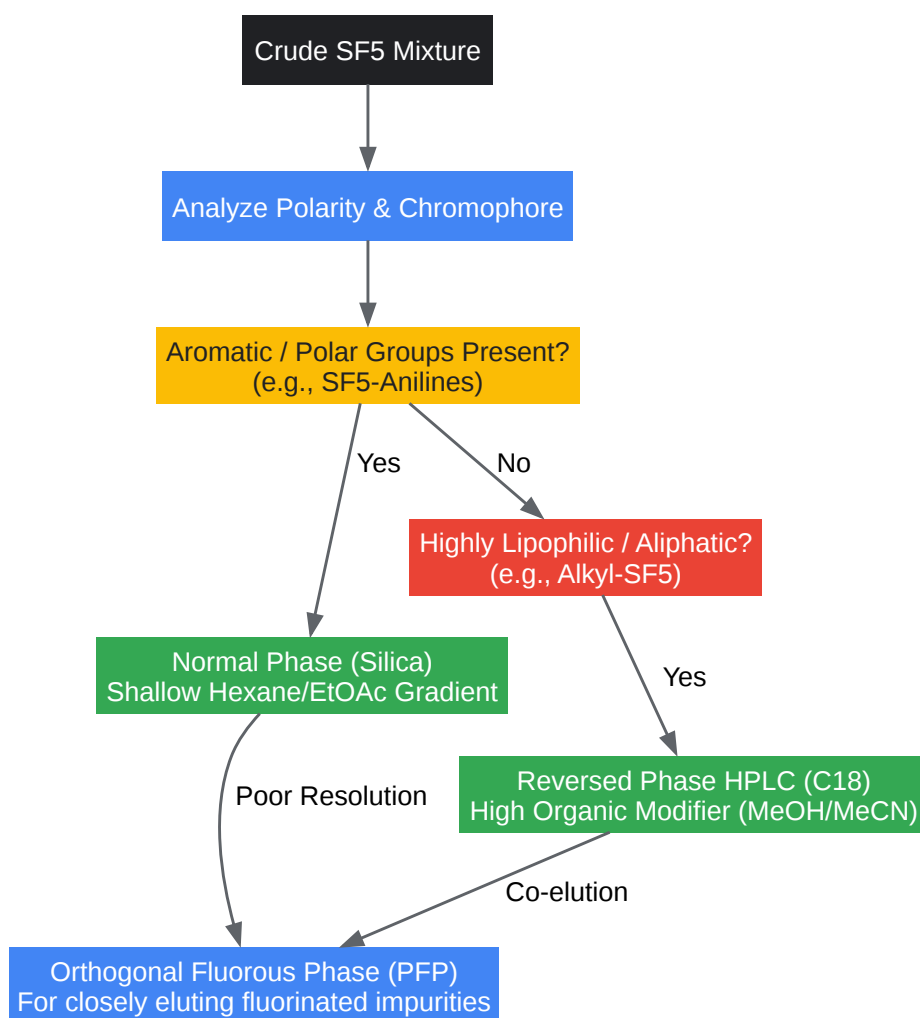 Crude SF5 Mixture
Analyze Polarity & Chromophore
Aromatic / Polar Groups Present?
(e.g., SF5-Anilines)
Yes
No
Highly Lipophilic / Aliphatic?
(e.g., Alkyl-SF5)
Normal Phase (Silica)
Shallow Hexane/EtOAc Gradient
Yes
Reversed Phase HPLC (C18)
High Organic Modifier (MeOH/MeCN)
Poor Resolution
Co-elution
Orthogonal Fluorous Phase (PFP)
For closely eluting fluorinated impurities